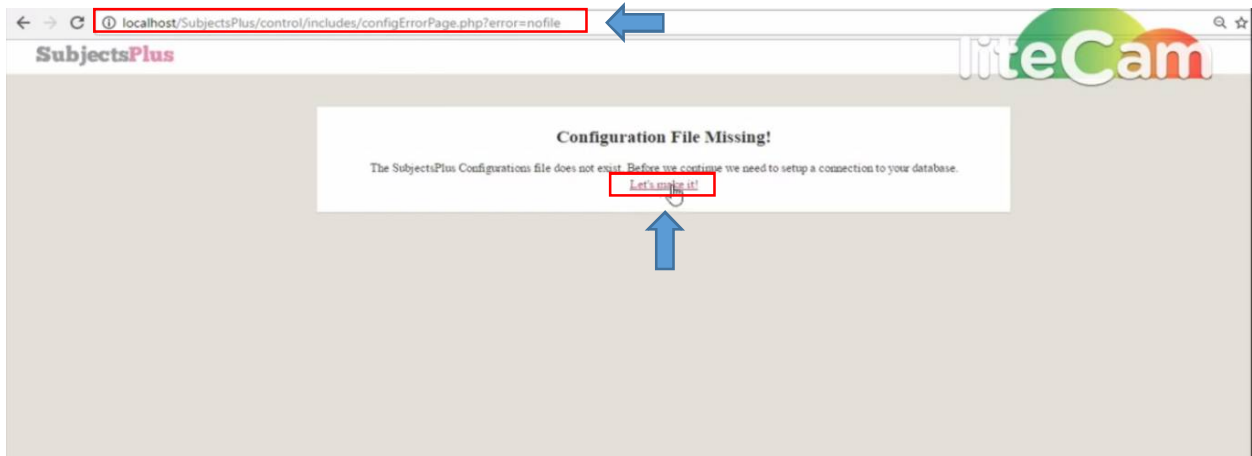 localhost/SubjectsPlus/control/includes/configErrorPage.php?error=nofile
SubjectsPlus
liteCam
Configuration File Missing!
The SubjectsPlus Configurations file does not exist. Before we continue we need to setup a connection to your database.
Let's make it!